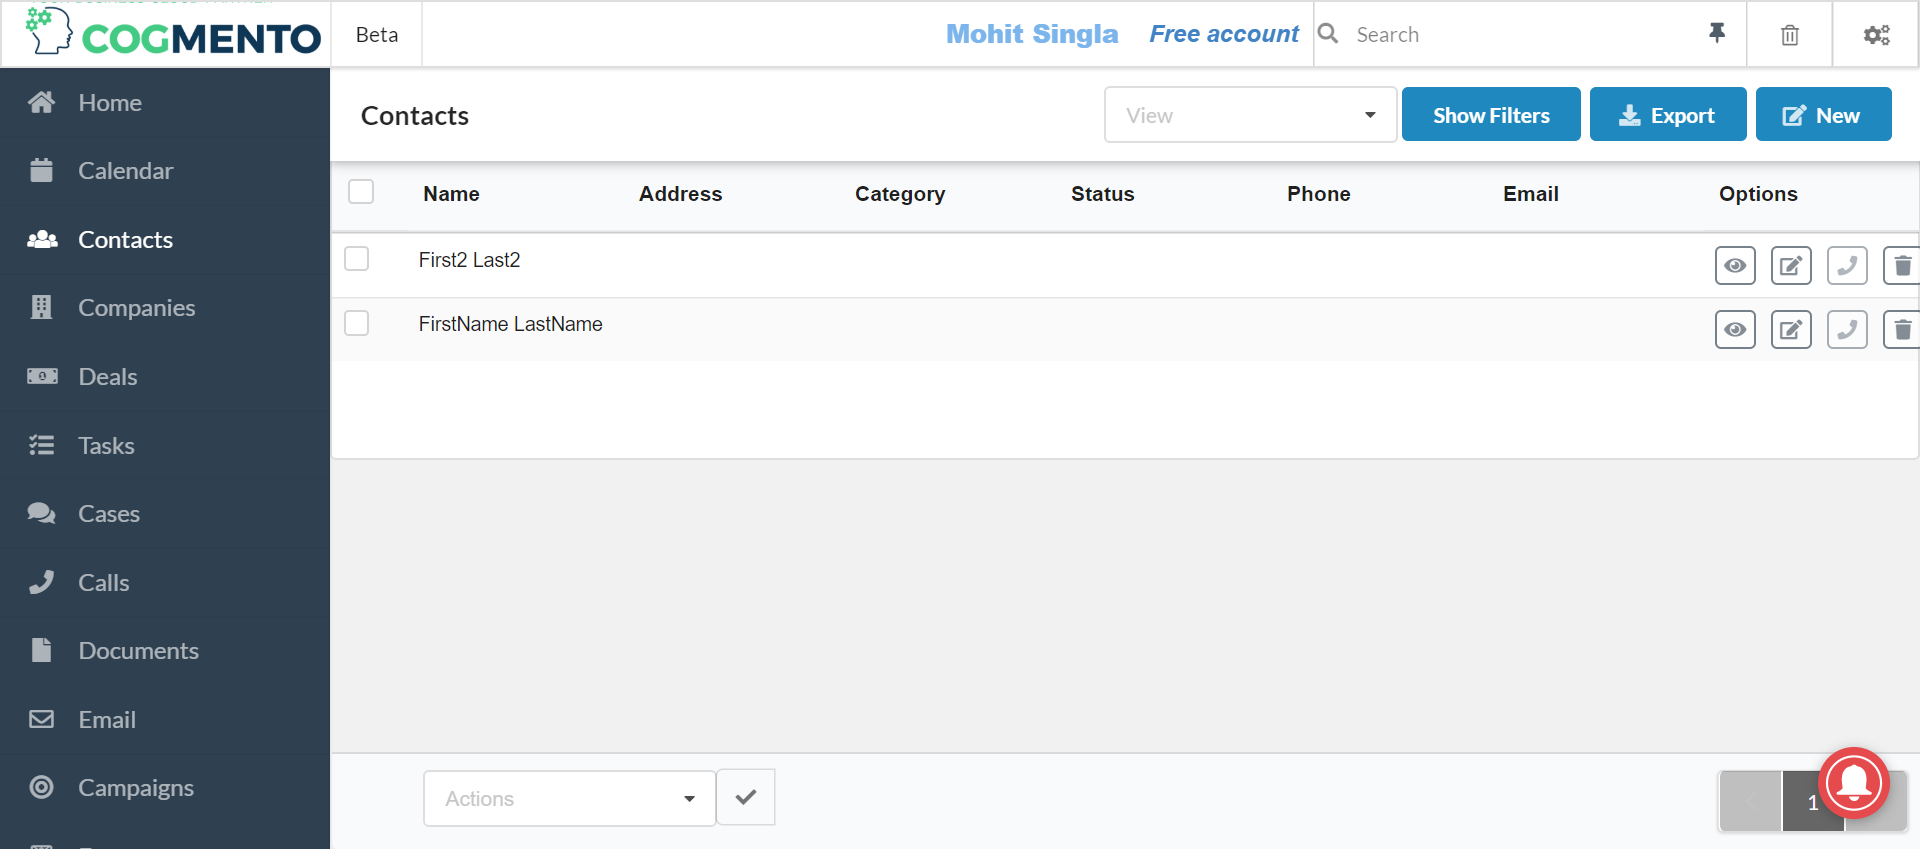 COGMENTO
Beta
Mohit Singla
Free account
Search
Home
Calendar
Contacts
Companies
Deals
Tasks
Cases
Calls
Documents
Email
Campaigns
Contacts
View
Show Filters
Export
New
Name Address Category Status Phone Email Options
First2 Last2
FirstName LastName
Actions
1